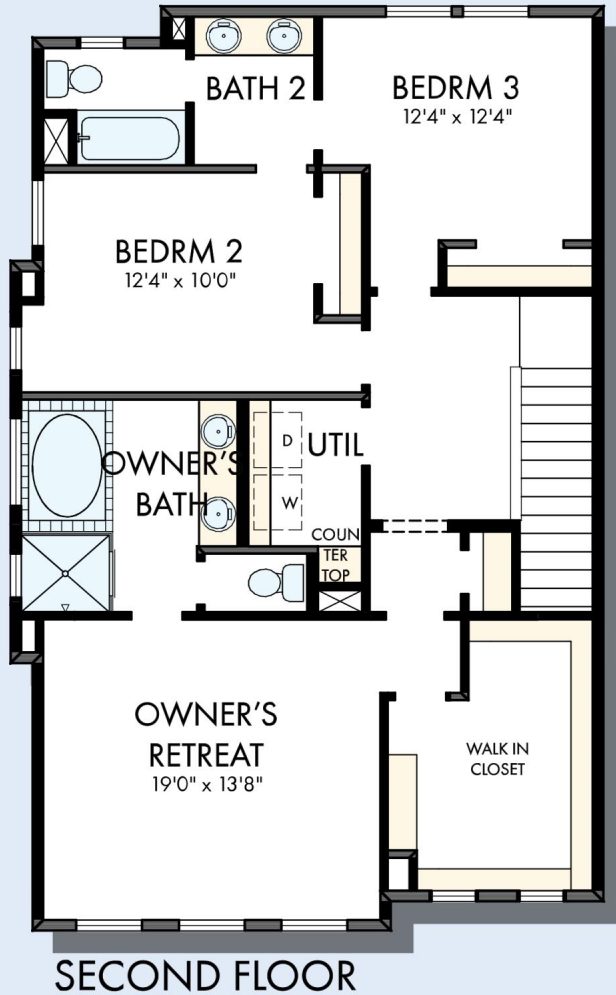 BATH 2
BEDRM 3
12'4" x 12'4"
BEDRM 2
12'4" x 10'0"
OWNER'S
BATH
D
W
UTIL
COUN
TER
TOP
OWNER'S
RETREAT
19'0" x 13'8"
WALK IN
CLOSET
SECOND FLOOR